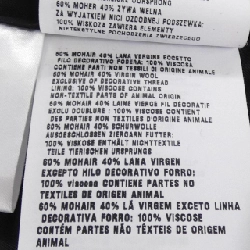 60% MOHER 40% ŻYWA WEŁNA
ZA WYJĄTKIEM NICI OZDOBNEJ. PODSZEWKA:
100% WISKOZA ZAWIERA ELEMENTY
60% MOHAIR 40% LANA VERGINE ECCETTO
FILO DECORATIVO FODERA: 100% VISCOSA
CONTIENE PARTI NON TESSILI DI ORIGINE ANIMALE
60% MOHAIR 40% VIRGIN WOOL
EXCLUSIVE OF DECORATIVE THREAD
LINING: 100% VISCOSE CONTAINS
NON-TEXTILE PARTS OF ANIMAL ORIGIN
60% MOHAIR 40% LAINE VIERGE FIL DECORATIF
EXCLU DOUBLURE : 100% VISCOSE CONTIENT
DES PARTIES NON TEXTILES D'ORIGINE ANIMALE
60% MOHAIR 40% SCHURWOLLE
AUSGESCHLOSSEN ZIERGARN FUTTER:
100% VISKOSE ENTHÄLT NICHTTEXTILE
TEILE TIERISCHEN URSPRUNGS
60% MOHAIR 40% LANA VIRGEN
EXCEPTO HILO DECORATIVO FORRO:
100% viscosa CONTIENE PARTES NO
TEXTILES DE ORIGEN ANIMAL
60% MOHAIR 40% LÃ VIRGEM EXCETO LINHA
DECORATIVA FORRO: 100% VISCOSE
CONTÉM PARTES NÃO TÊXTEIS DE ORIGEM
ANIMAL